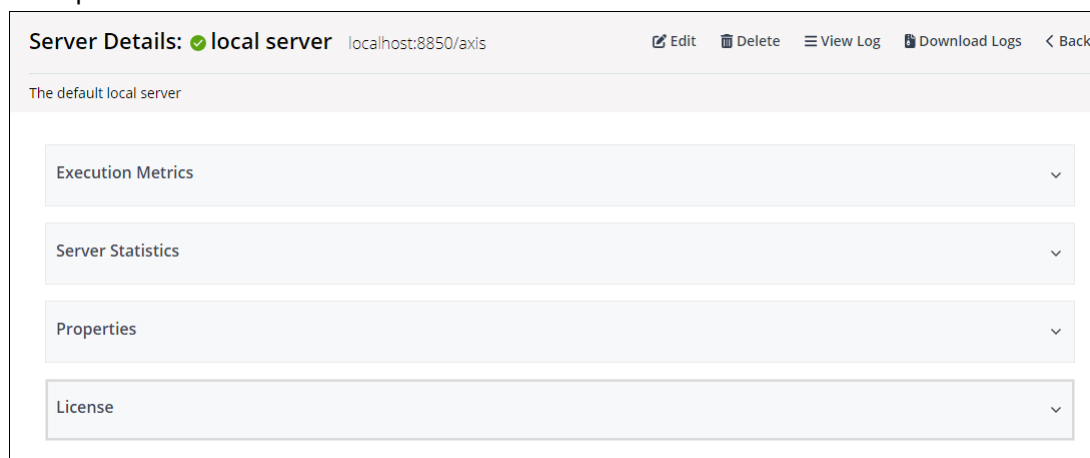 Server Details: local server localhost:8850/axis Edit Delete View Log Download Logs Back
The default local server
Execution Metrics
Server Statistics
Properties
License